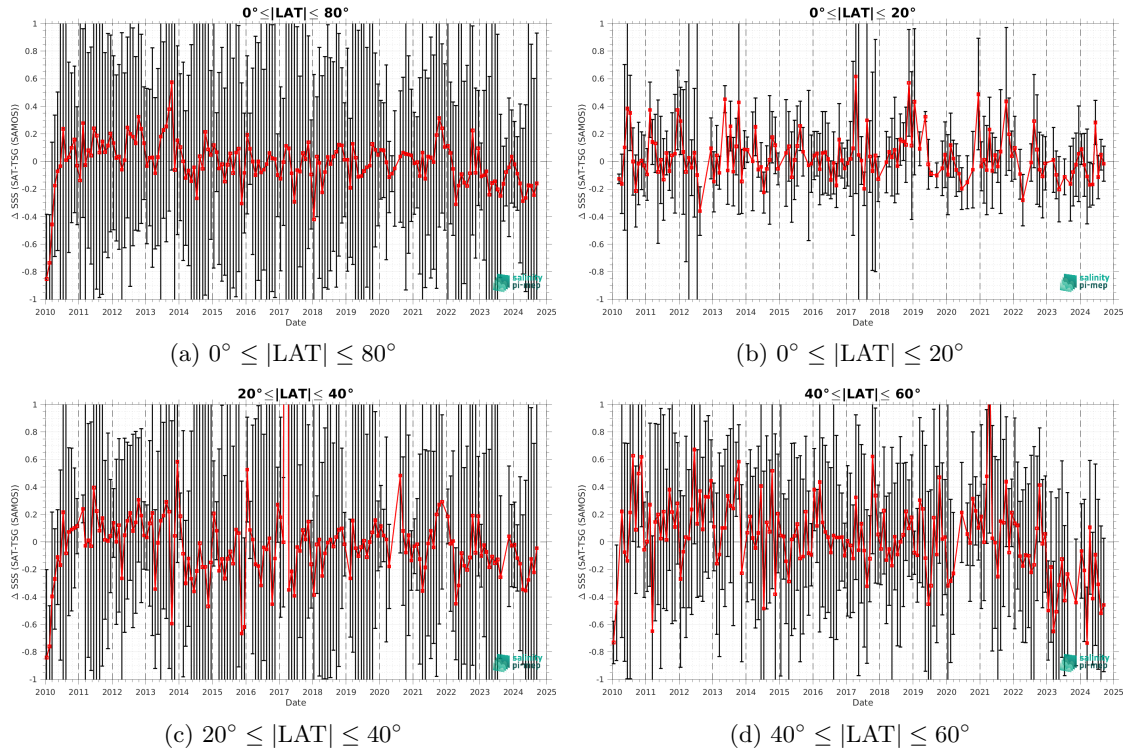 0°≤|LAT|≤ 80°
Δ SSS (SAT-TSG (SAMOS))
1
0.8
0.6
0.4
0.2
0
-0.2
-0.4
-0.6
-0.8
-1
2010 2011 2012 2013 2014 2015 2016 2017 2018 2019 2020 2021 2022 2023 2024 2025
Date
salinity
pi-mep
(a) 0° ≤ |LAT| ≤ 80°
0°≤|LAT|≤ 20°
Δ SSS (SAT-TSG (SAMOS))
1
0.8
0.6
0.4
0.2
0
-0.2
-0.4
-0.6
-0.8
-1
2010 2011 2012 2013 2014 2015 2016 2017 2018 2019 2020 2021 2022 2023 2024 2025
Date
salinity
pi-mep
(b) 0° ≤ |LAT| ≤ 20°
20°≤|LAT|≤ 40°
Δ SSS (SAT-TSG (SAMOS))
1
0.8
0.6
0.4
0.2
0
-0.2
-0.4
-0.6
-0.8
-1
2010 2011 2012 2013 2014 2015 2016 2017 2018 2019 2020 2021 2022 2023 2024 2025
Date
salinity
pi-mep
(c) 20° ≤ |LAT| ≤ 40°
40°≤|LAT|≤ 60°
Δ SSS (SAT-TSG (SAMOS))
1
0.8
0.6
0.4
0.2
0
-0.2
-0.4
-0.6
-0.8
-1
2010 2011 2012 2013 2014 2015 2016 2017 2018 2019 2020 2021 2022 2023 2024 2025
Date
salinity
pi-mep
(d) 40° ≤ |LAT| ≤ 60°